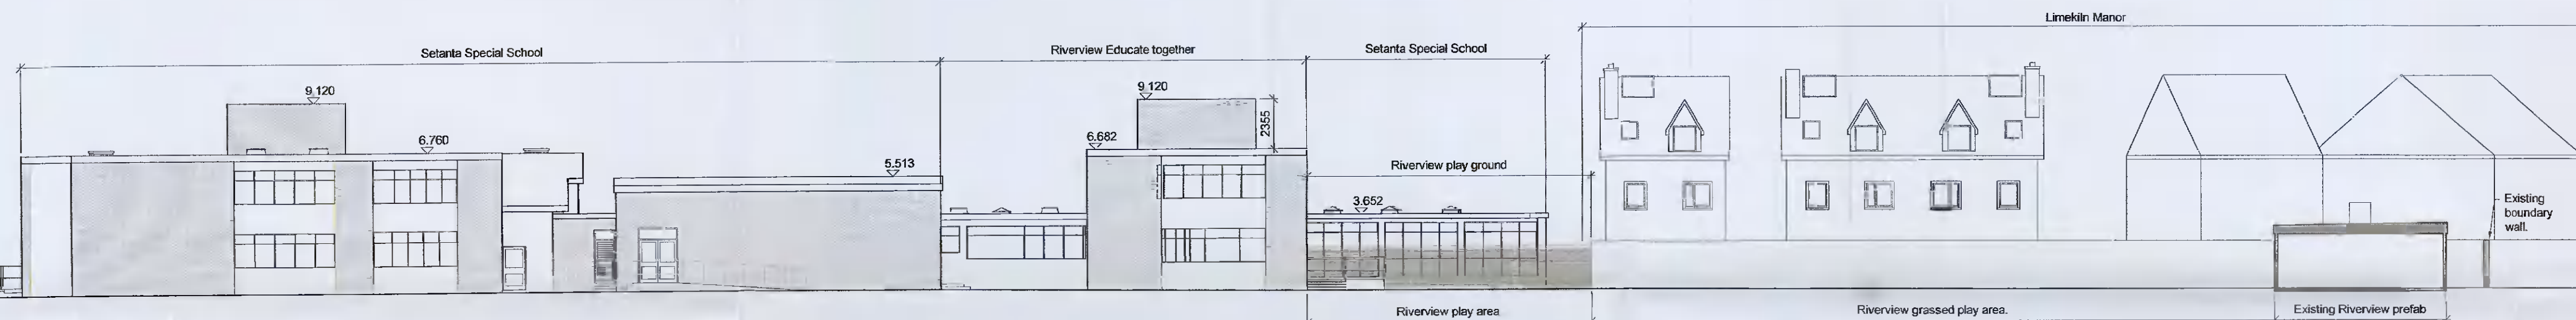 Limekiln Manor
Setanta Special School
Riverview Educate together
Setanta Special School
9.120
9.120
6.760
6.682
2355
5.513
Riverview play ground
3.652
Existing
boundary
wall.
Riverview play area
Riverview grassed play area.
Existing Riverview prefab